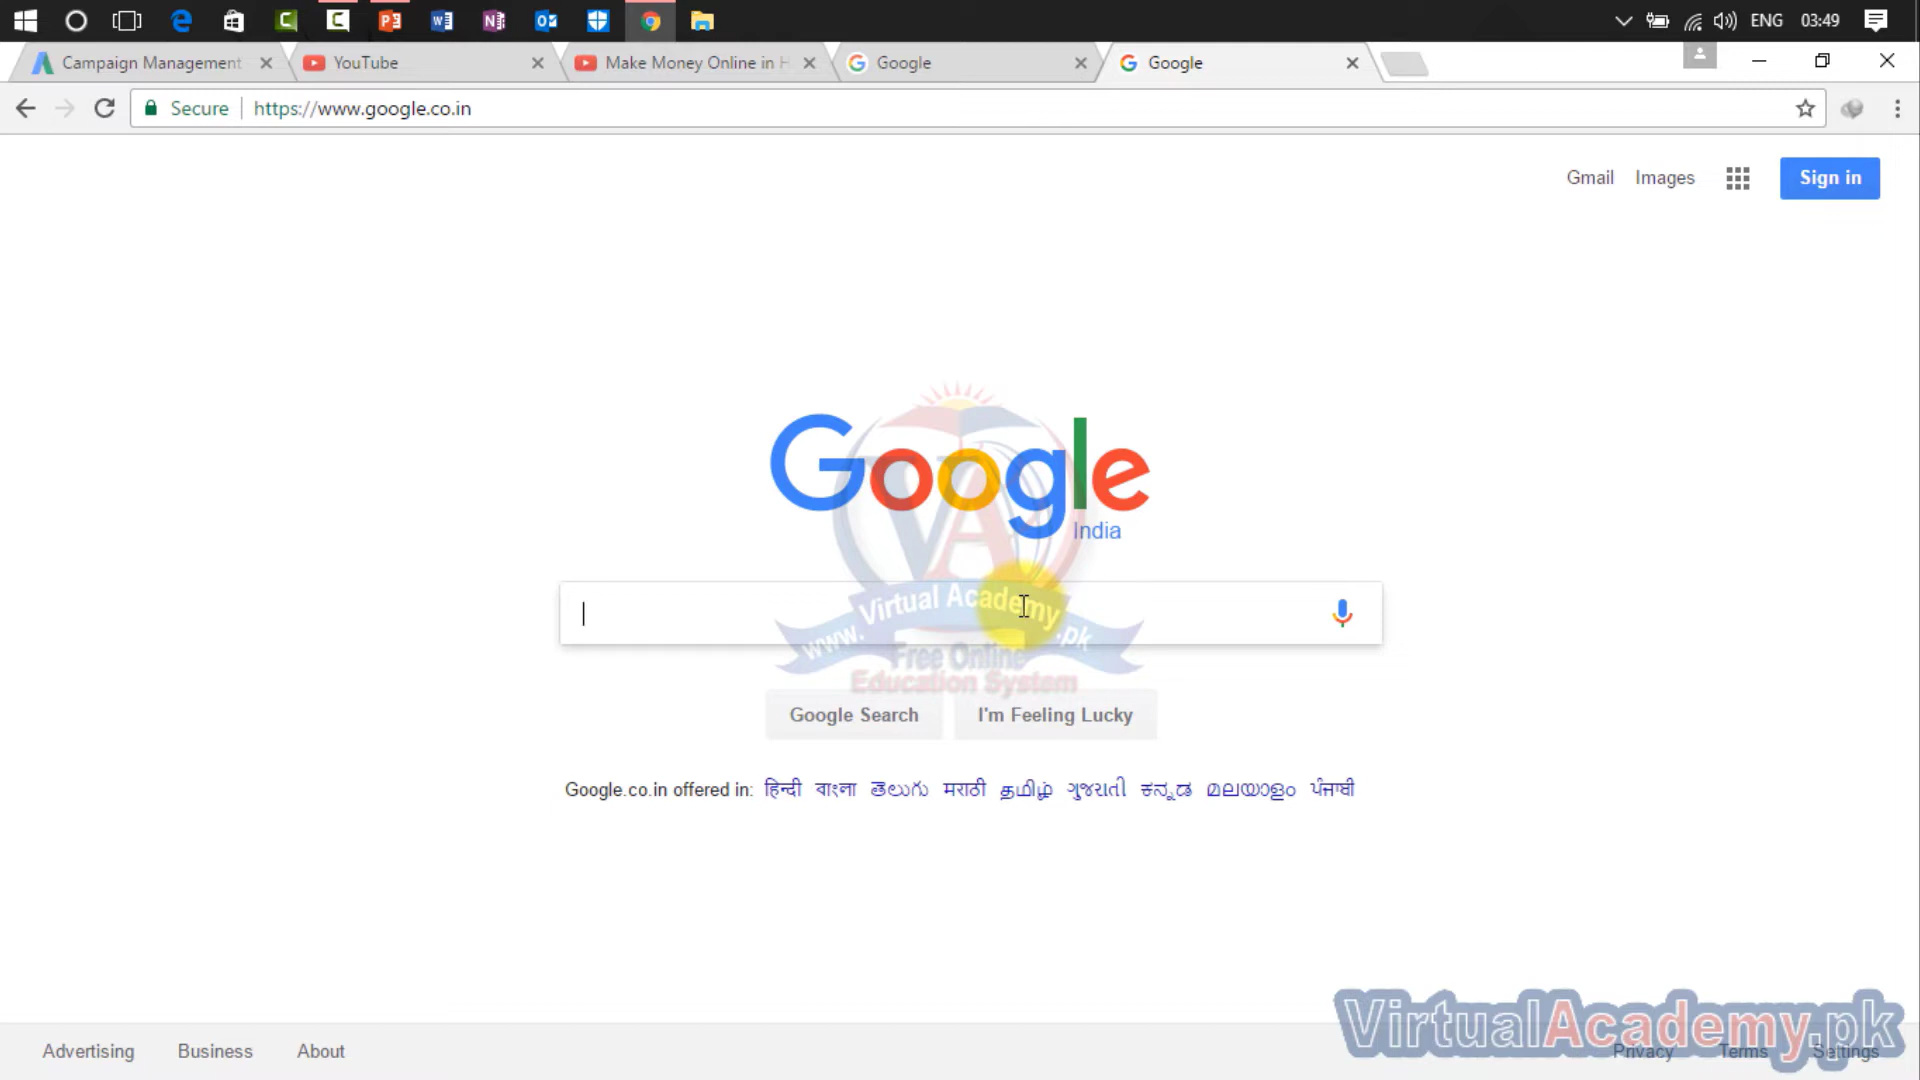 ENG 03:49
Campaign Management
YouTube
Make Money Online in H
Google
Google
Secure https://www.google.co.in
Gmail Images Sign in
Google
India
VA
www.Virtual Academy.pk
Free Online
Education System
Google Search I'm Feeling Lucky
Google.co.in offered in: हिन्दी বাংলা తెలుగు मराठी தமிழ் ગુજરાતી ಕನ್ನಡ മലയാളം ਪੰਜਾਬੀ
VirtualAcademy.pk
Advertising Business About Privacy Terms Settings